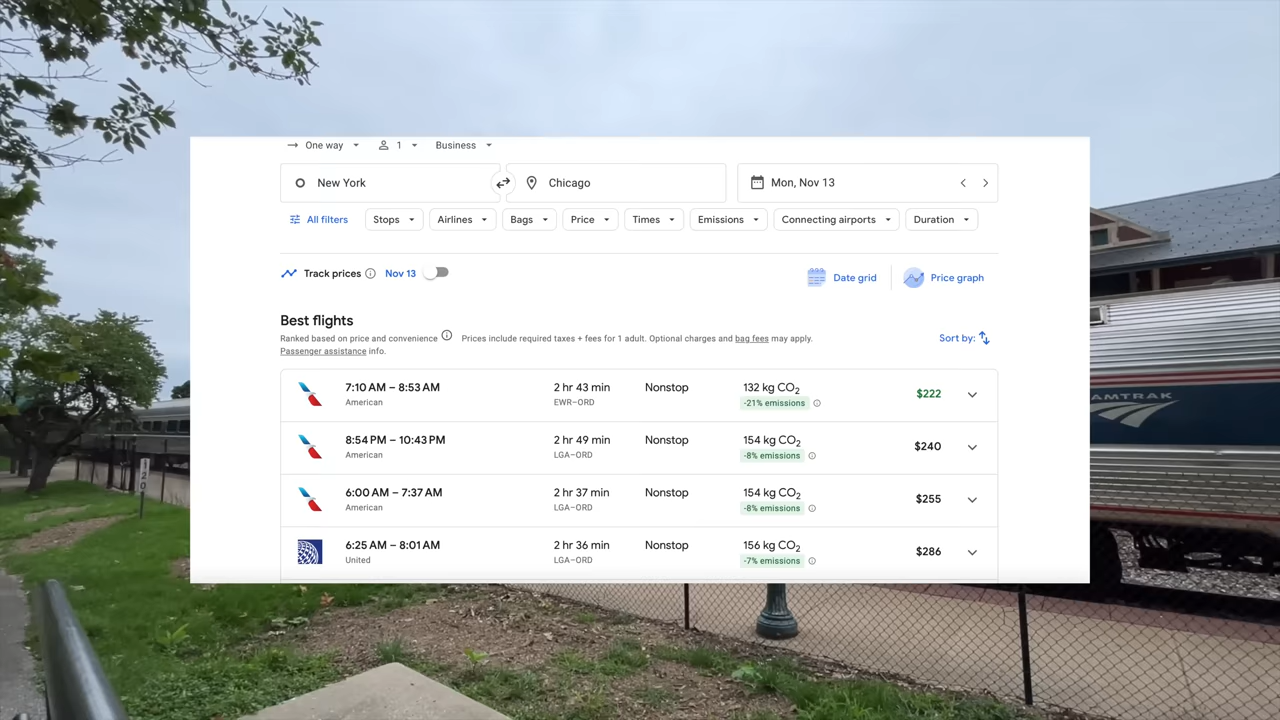 One way 1 Business
New York Chicago Mon, Nov 13
All filters Stops Airlines Bags Price Times Emissions Connecting airports Duration
Track prices Nov 13 Date grid Price graph
Best flights
Ranked based on price and convenience Prices include required taxes + fees for 1 adult. Optional charges and bag fees may apply.
Passenger assistance info.
Sort by:
7:10 AM – 8:53 AM 2 hr 43 min Nonstop 132 kg CO2 $222
American EWR–ORD -21% emissions
8:54 PM – 10:43 PM 2 hr 49 min Nonstop 154 kg CO2 $240
American LGA–ORD -8% emissions
6:00 AM – 7:37 AM 2 hr 37 min Nonstop 154 kg CO2 $255
American LGA–ORD -8% emissions
6:25 AM – 8:01 AM 2 hr 36 min Nonstop 156 kg CO2 $286
United LGA–ORD -7% emissions
AMTRAK
120